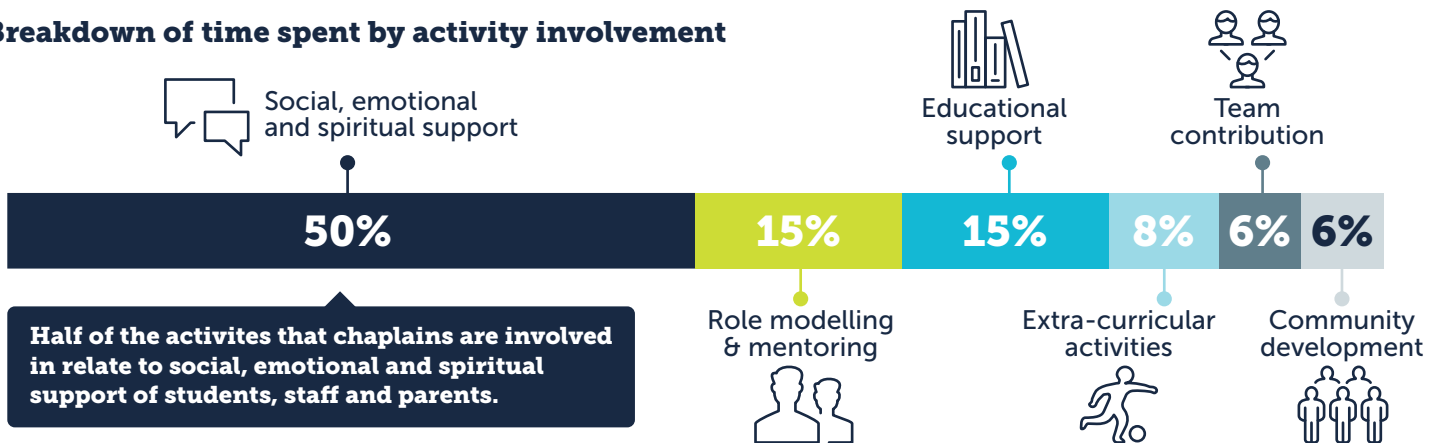 Breakdown of time spent by activity involvement
Social, emotional
and spiritual support
Educational
support
Team
contribution
50%
15%
15%
8%
6%
6%
Half of the activites that chaplains are involved
in relate to social, emotional and spiritual
support of students, staff and parents.
Role modelling
& mentoring
Extra-curricular
activities
Community
development